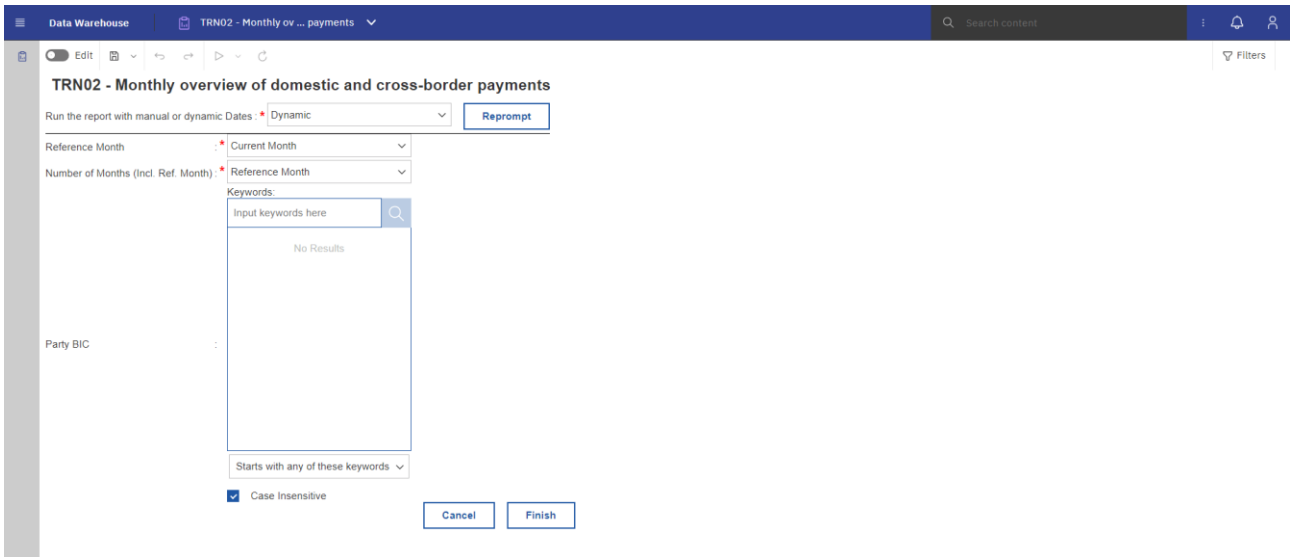 Data Warehouse
TRN02 - Monthly ov ... payments
Search content
Edit
Filters
TRN02 - Monthly overview of domestic and cross-border payments
Run the report with manual or dynamic Dates : * Dynamic
Reprompt
Reference Month : * Current Month
Number of Months (Incl. Ref. Month) : * Reference Month
Keywords:
Input keywords here
No Results
Party BIC :
Starts with any of these keywords
Case Insensitive
Cancel
Finish